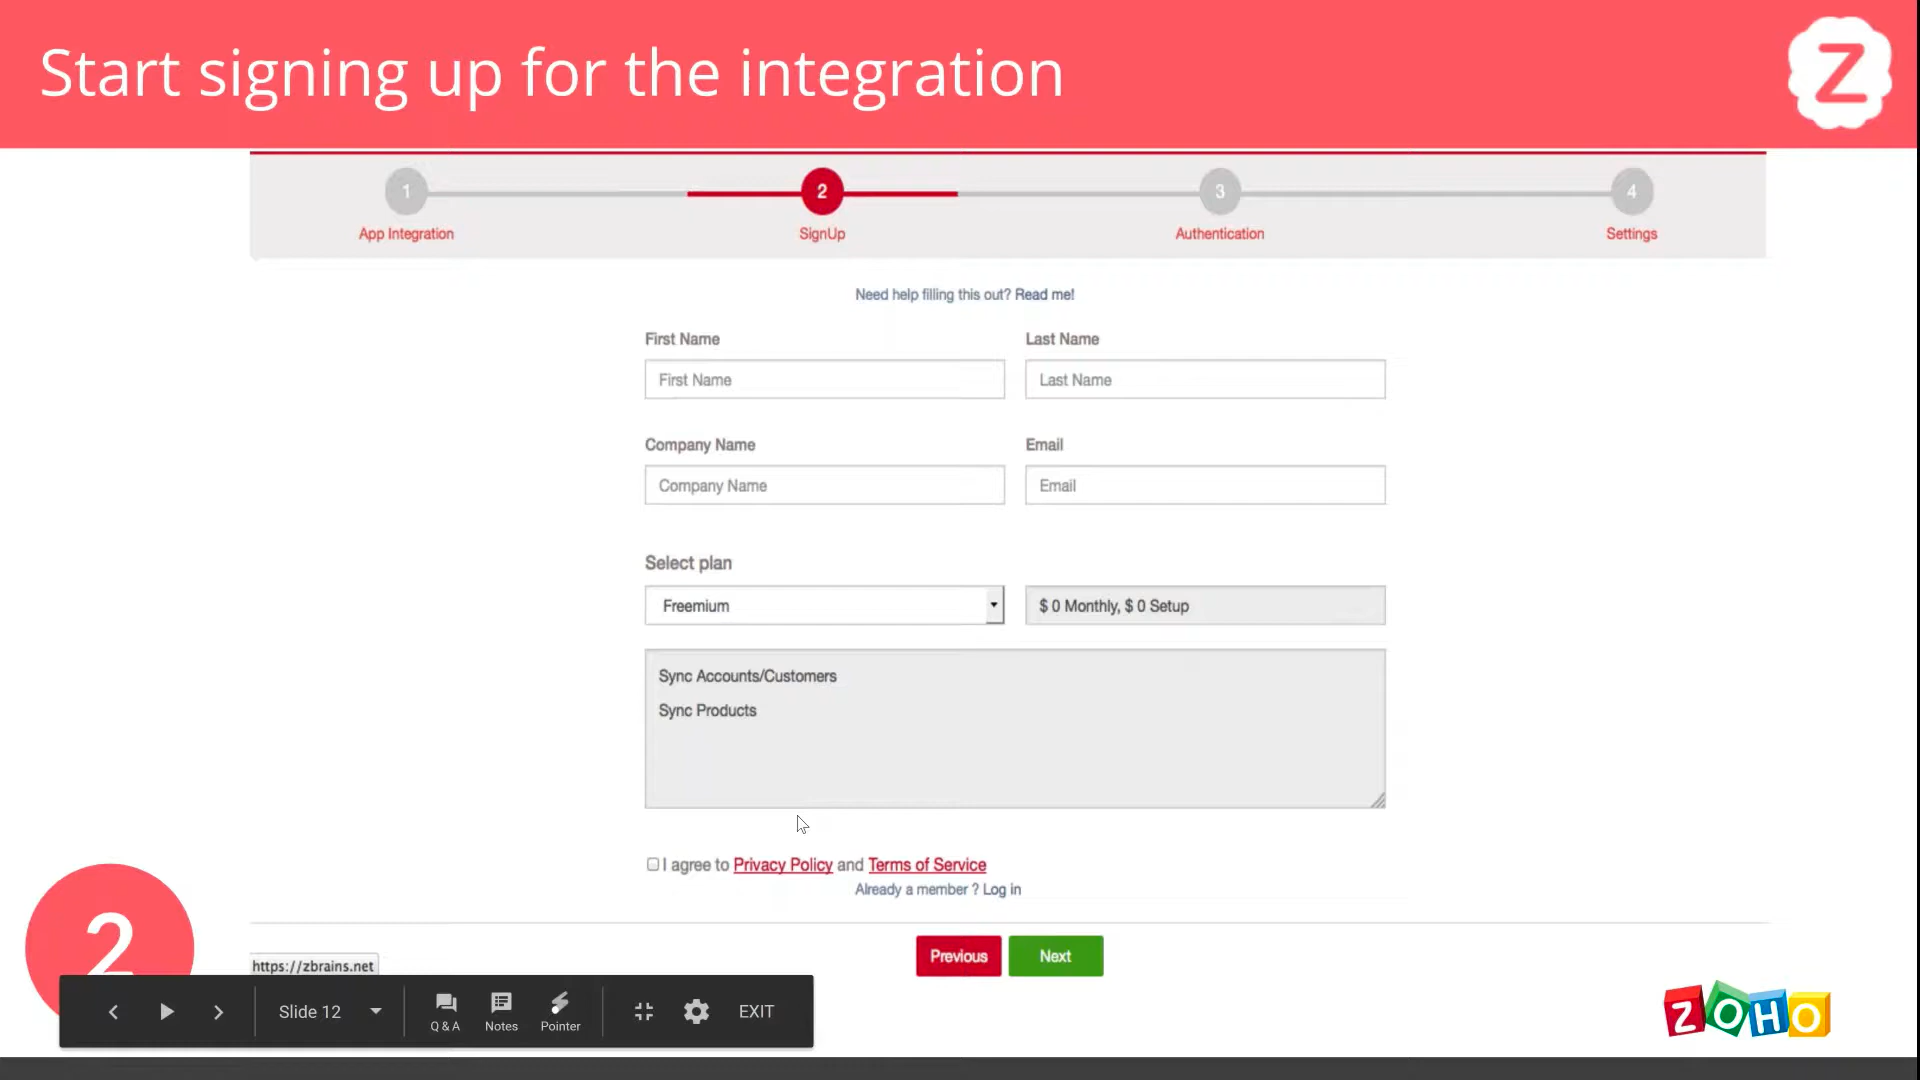 Start signing up for the integration
Z
1 2 3 4
App Integration SignUp Authentication Settings
Need help filling this out? Read me!
First Name Last Name
First Name Last Name
Company Name Email
Company Name Email
Select plan
Freemium $ 0 Monthly, $ 0 Setup
Sync Accounts/Customers
Sync Products
I agree to Privacy Policy and Terms of Service
Already a member ? Log in
Previous Next
2
https://zbrains.net
Slide 12 Q & A Notes Pointer EXIT
ZOHO